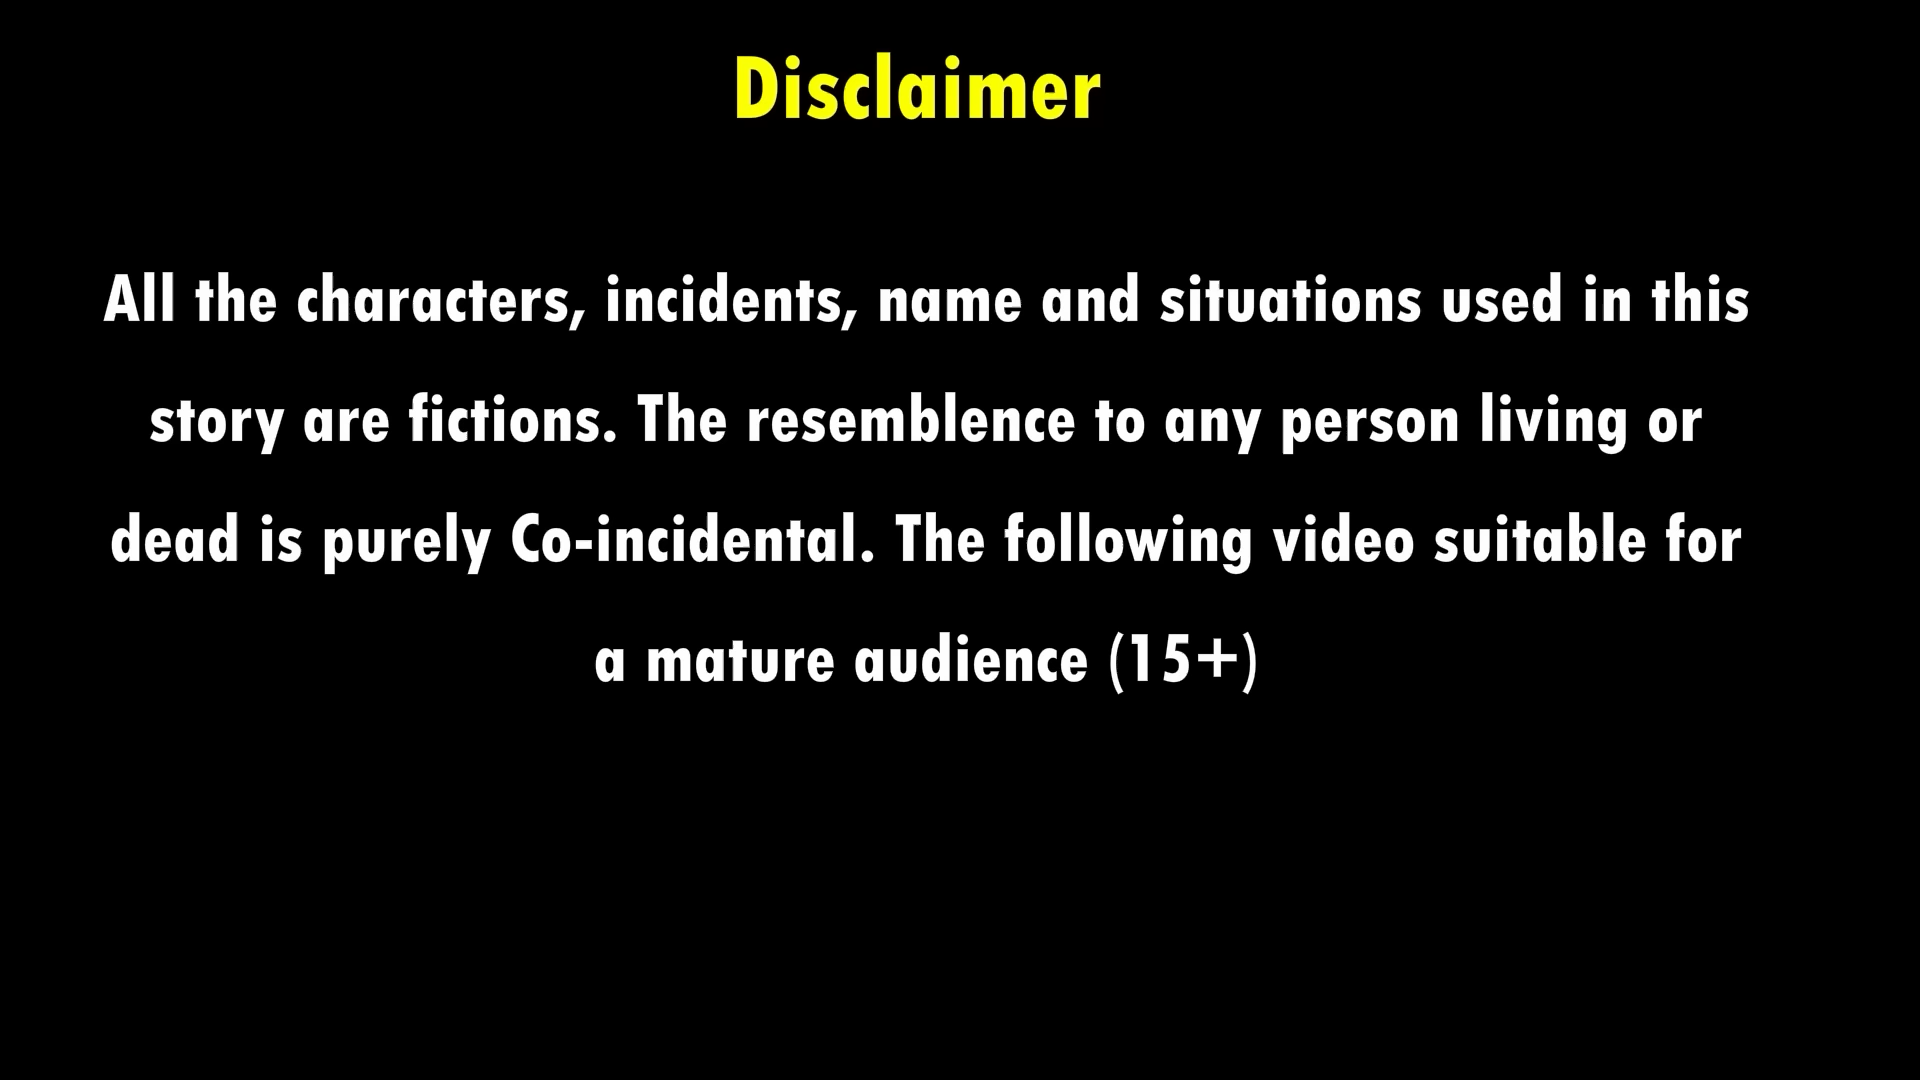 Disclaimer
All the characters, incidents, name and situations used in this
story are fictions. The resemblence to any person living or
dead is purely Co-incidental. The following video suitable for
a mature audience (15+)